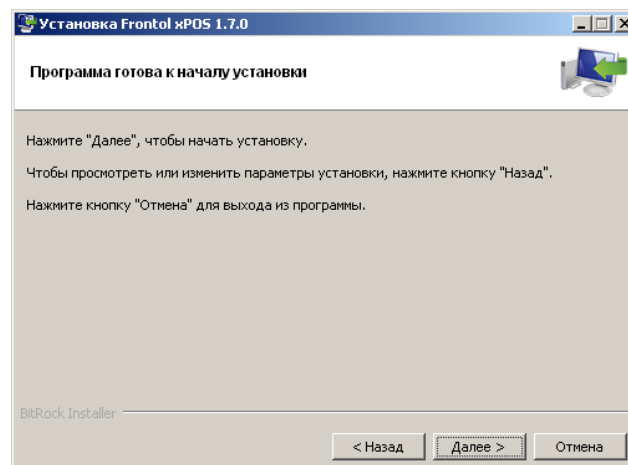 Установка Frontol xPOS 1.7.0
Программа готова к началу установки
Нажмите "Далее", чтобы начать установку.
Чтобы просмотреть или изменить параметры установки, нажмите кнопку "Назад".
Нажмите кнопку "Отмена" для выхода из программы.
BitRock Installer
< Назад
Далее >
Отмена